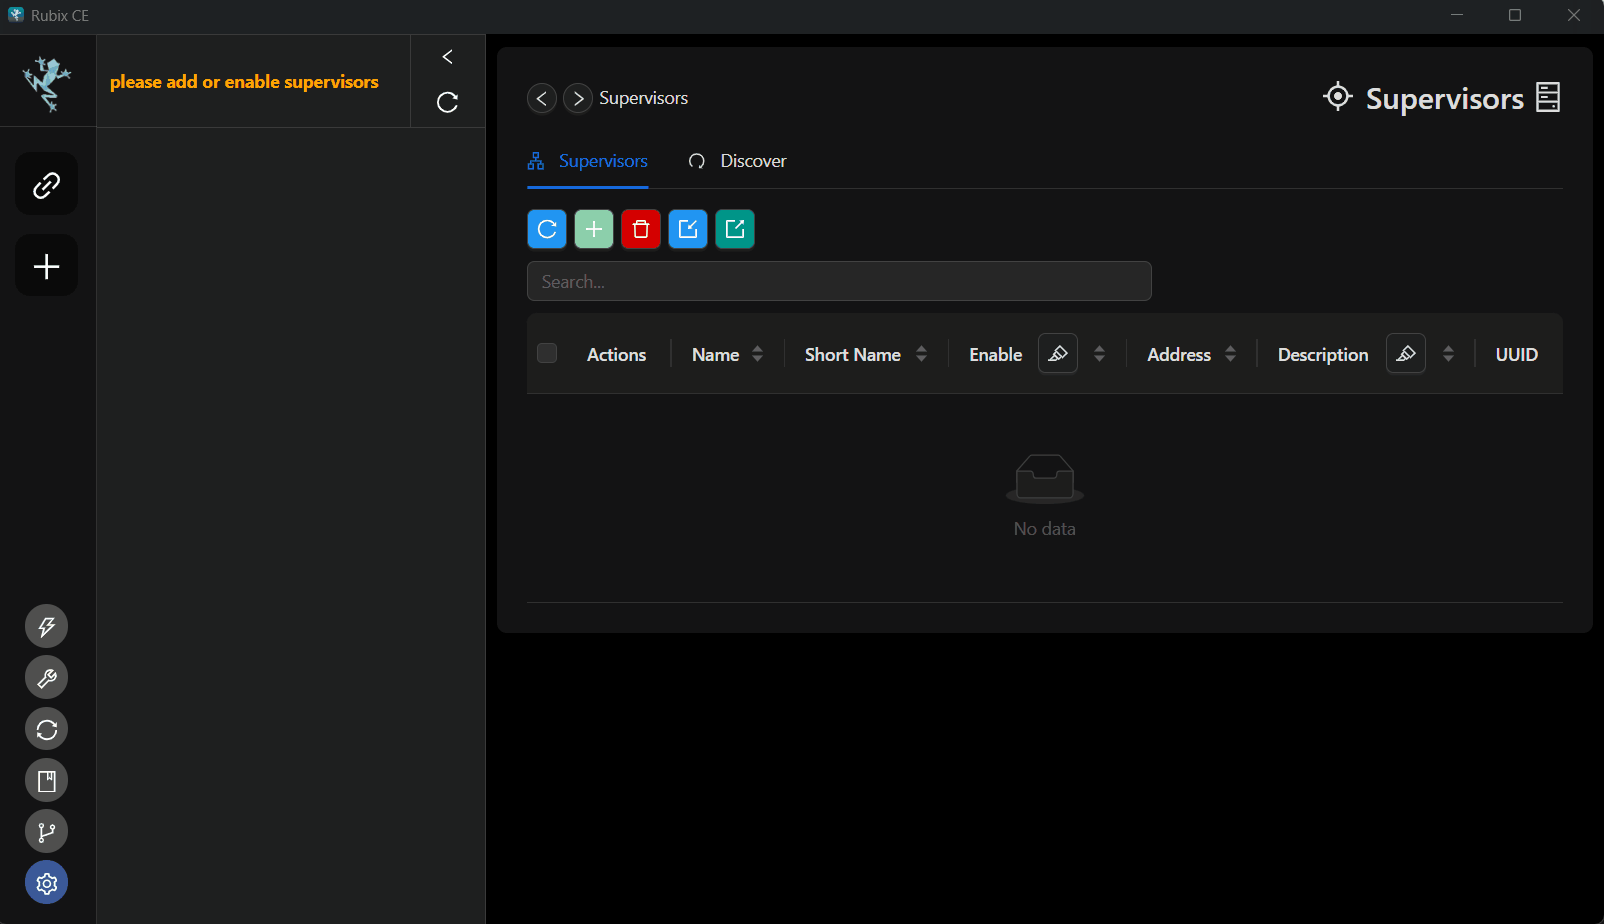 Rubix CE
please add or enable supervisors
Supervisors
Supervisors
Supervisors
Discover
Search...
Actions
Name
Short Name
Enable
Address
Description
UUID
No data